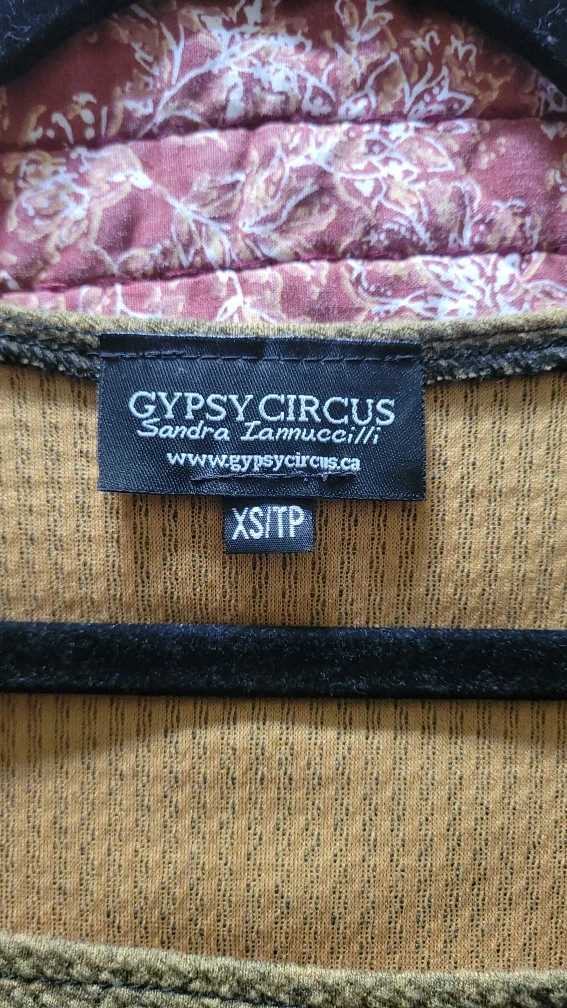 GYPSY CIRCUS
Sandra Iannuccilli
www.gypsycircus.ca
XS/TP